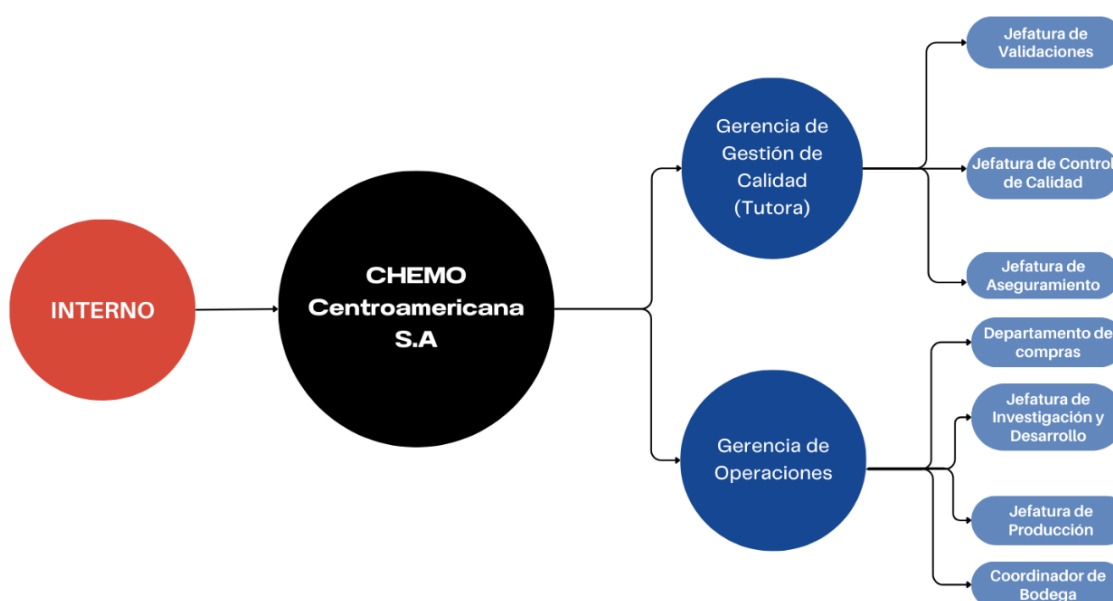 INTERNO
CHEMO
Centroamericana
S.A
Gerencia de
Gestión de
Calidad
(Tutora)
Jefatura de
Validaciones
Jefatura de Control
de Calidad
Jefatura de
Aseguramiento
Gerencia de
Operaciones
Departamento de
compras
Jefatura de
Investigación y
Desarrollo
Jefatura de
Producción
Coordinador de
Bodega